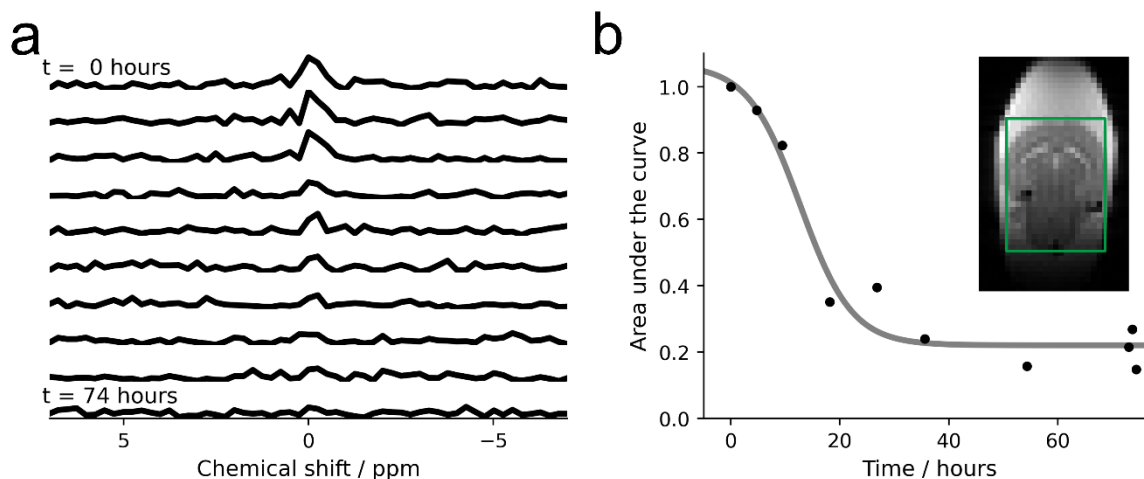 a
t = 0 hours
t = 74 hours
5 0 −5
Chemical shift / ppm
b
Area under the curve
1.0
0.8
0.6
0.4
0.2
0.0
0 20 40 60
Time / hours